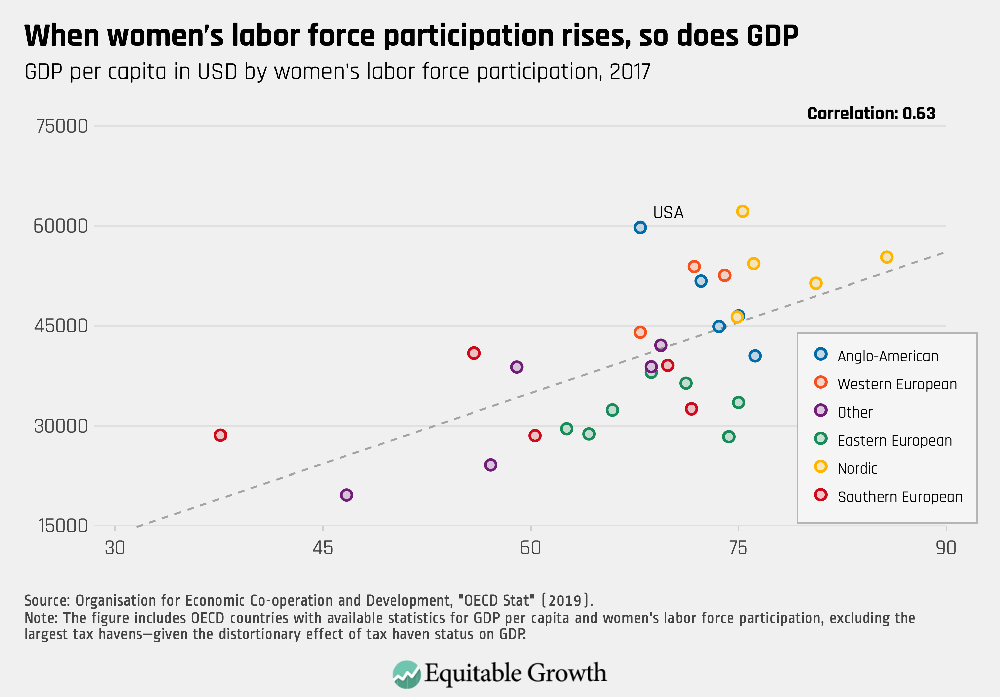 When women's labor force participation rises, so does GDP
GDP per capita in USD by women's labor force participation, 2017
Correlation: 0.63
75000
60000
45000
30000
15000
USA
Anglo-American
Western European
Other
Eastern European
Nordic
Southern European
30 45 60 75 90
Source: Organisation for Economic Co-operation and Development, "OECD Stat" (2019).
Note: The figure includes OECD countries with available statistics for GDP per capita and women's labor force participation, excluding the
largest tax havens—given the distortionary effect of tax haven status on GDP.
Equitable Growth